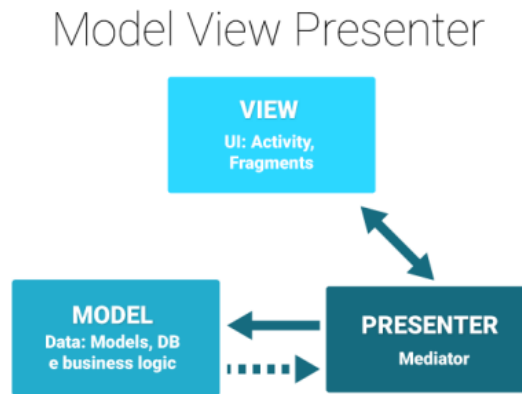 Model View Presenter
VIEW
UI: Activity,
Fragments
MODEL
Data: Models, DB
e business logic
PRESENTER
Mediator